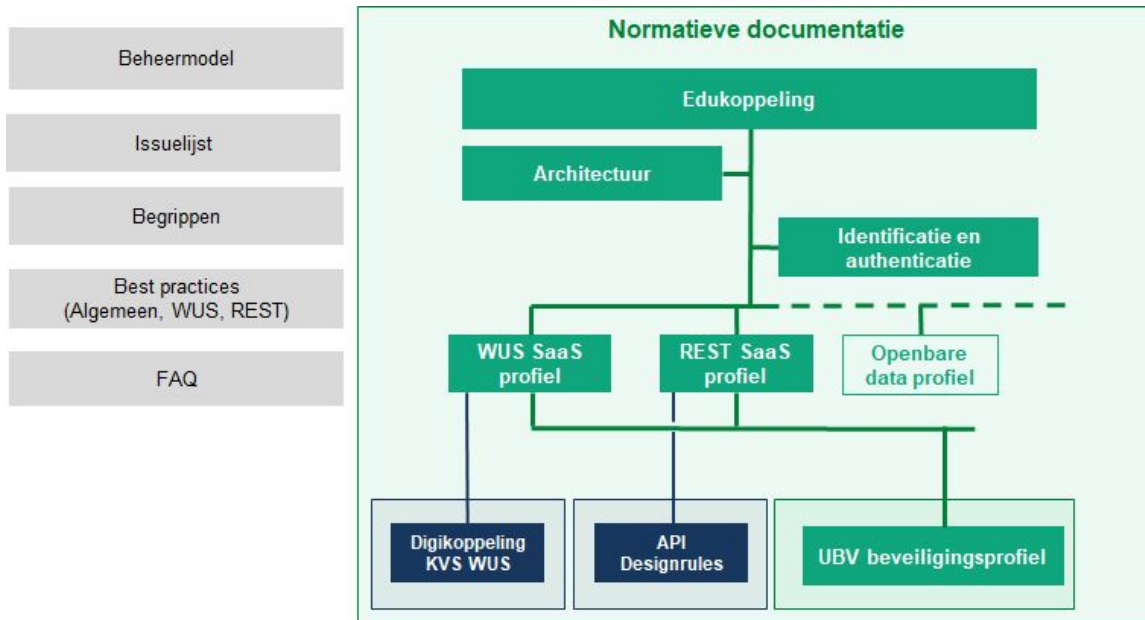 Beheermodel
Issuelijst
Begrippen
Best practices
(Algemeen, WUS, REST)
FAQ
Normatieve documentatie
Edukoppeling
Architectuur
Identificatie en
authenticatie
WUS SaaS
profiel
REST SaaS
profiel
Openbare
data profiel
Digikoppeling
KVS WUS
API
Designrules
UBV beveiligingsprofiel